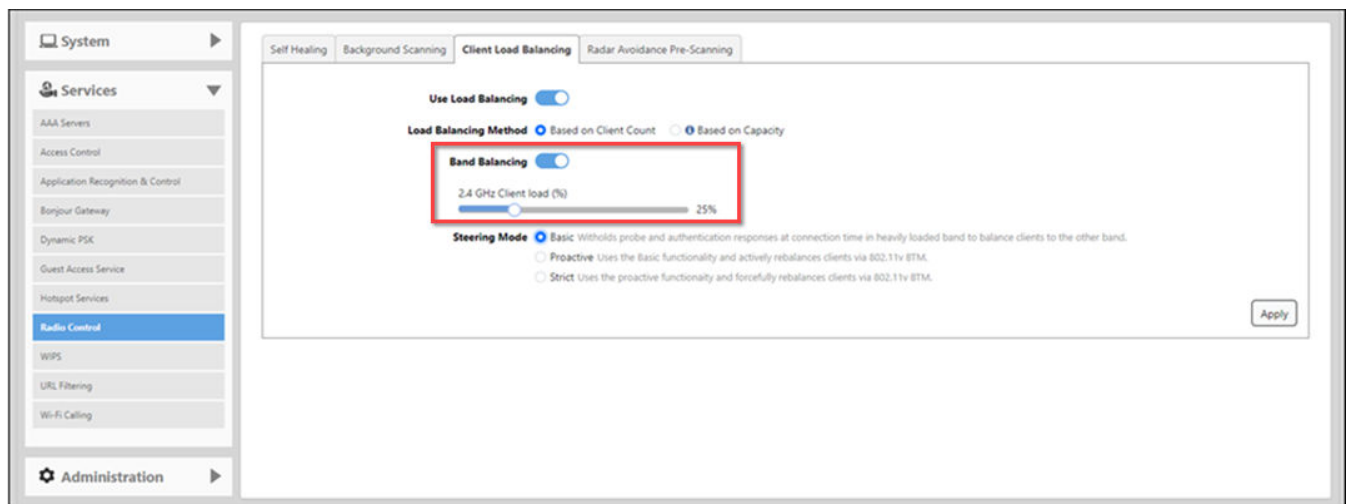 System
Services
AAA Servers
Access Control
Application Recognition & Control
Bonjour Gateway
Dynamic PSK
Guest Access Service
Hotspot Services
Radio Control
WIPS
URL Filtering
Wi-Fi Calling
Administration
Self Healing Background Scanning Client Load Balancing Radar Avoidance Pre-Scanning
Use Load Balancing
Load Balancing Method Based on Client Count Based on Capacity
Band Balancing
2.4 GHz Client load (%)
25%
Steering Mode Basic Witholds probe and authentication responses at connection time in heavily loaded band to balance clients to the other band.
Proactive Uses the Basic functionality and actively rebalances clients via 802.11v BTM.
Strict Uses the proactive functionaity and forcefully rebalances clients via 802.11v BTM.
Apply